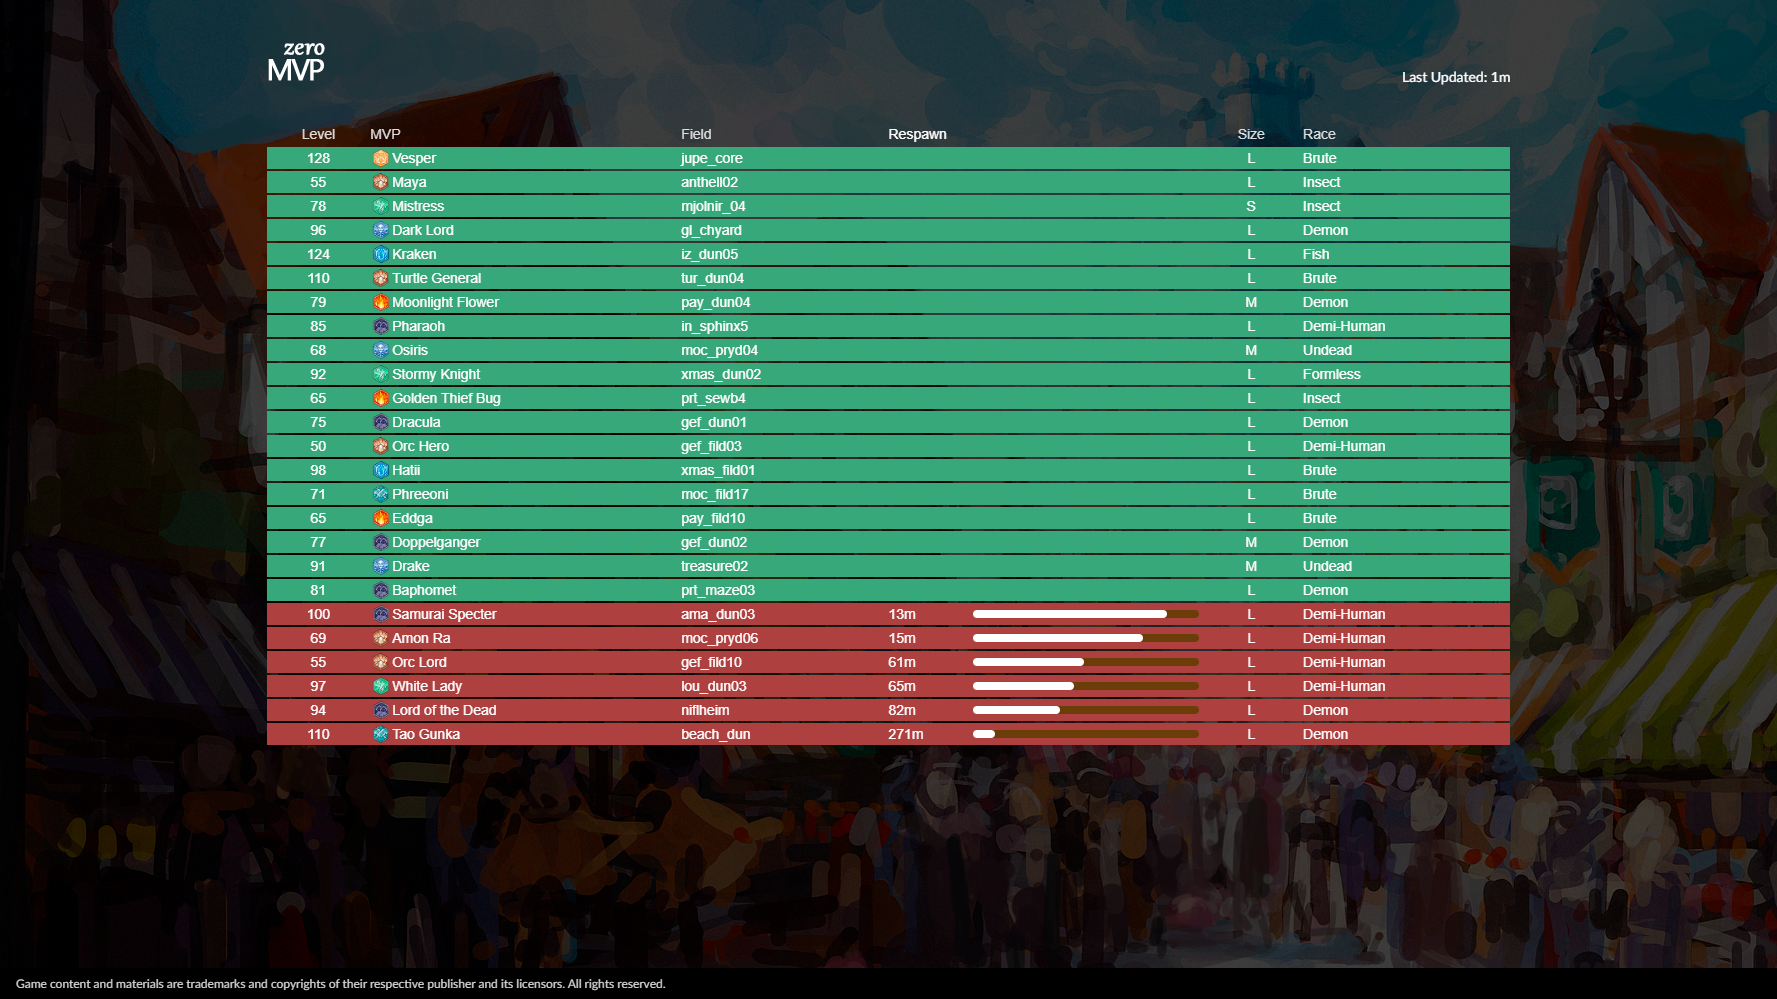 zero
MVP
Last Updated: 1m
Level MVP Field Respawn Size Race
128 Vesper jupe_core L Brute
55 Maya anthell02 L Insect
78 Mistress mjolnir_04 S Insect
96 Dark Lord gl_chyard L Demon
124 Kraken iz_dun05 L Fish
110 Turtle General tur_dun04 L Brute
79 Moonlight Flower pay_dun04 M Demon
85 Pharaoh in_sphinx5 L Demi-Human
68 Osiris moc_pryd04 M Undead
92 Stormy Knight xmas_dun02 L Formless
65 Golden Thief Bug prt_sewb4 L Insect
75 Dracula gef_dun01 L Demon
50 Orc Hero gef_fild03 L Demi-Human
98 Hatii xmas_fild01 L Brute
71 Phreeoni moc_fild17 L Brute
65 Eddga pay_fild10 L Brute
77 Doppelganger gef_dun02 M Demon
91 Drake treasure02 M Undead
81 Baphomet prt_maze03 L Demon
100 Samurai Specter ama_dun03 13m L Demi-Human
69 Amon Ra moc_pryd06 15m L Demi-Human
55 Orc Lord gef_fild10 61m L Demi-Human
97 White Lady lou_dun03 65m L Demi-Human
94 Lord of the Dead niflheim 82m L Demon
110 Tao Gunka beach_dun 271m L Demon
Game content and materials are trademarks and copyrights of their respective publisher and its licensors. All rights reserved.